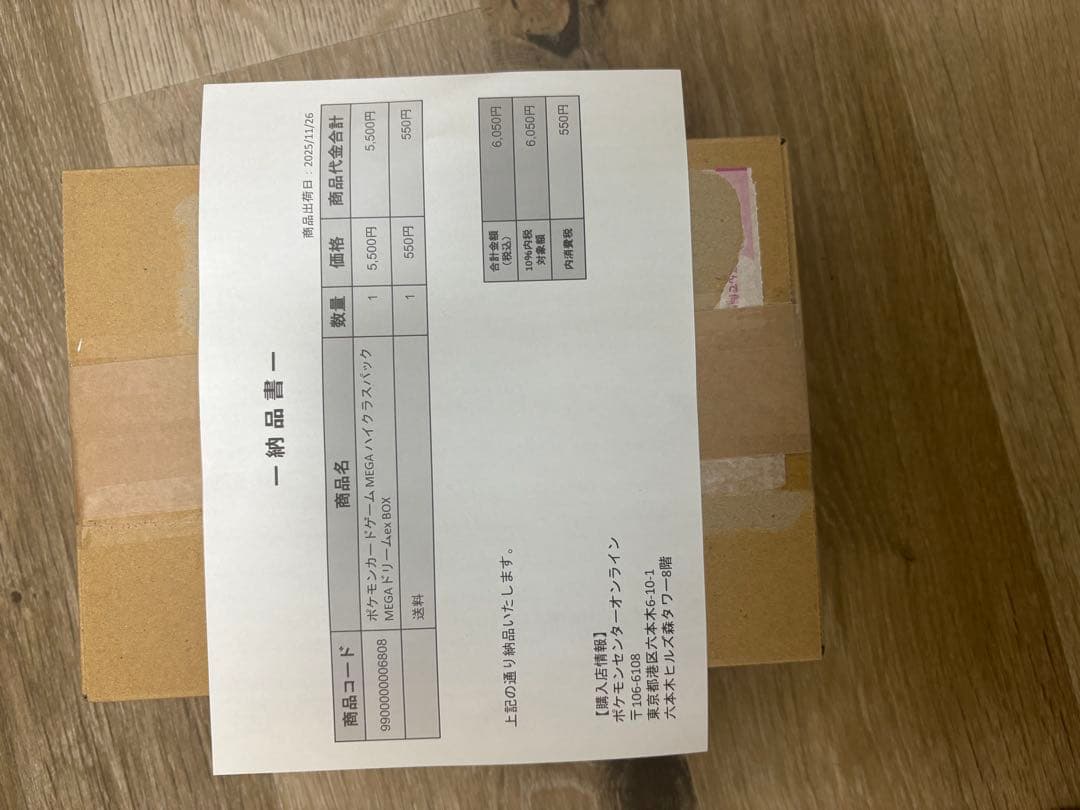 ー納品書ー
商品出荷日：2025/11/26
商品コード 商品名 数量 価格 商品代金合計
9900000006808 ポケモンカードゲーム MEGA ハイクラスパック 1 5,500円 5,500円
MEGAドリームex BOX
送料 1 550円 550円
合計金額
（税込） 6,050円
10%内税
対象額 6,050円
内消費税 550円
上記の通り納品いたします。
【購入店情報】
ポケモンセンターオンライン
〒106-6108
東京都港区六本木6-10-1
六本木ヒルズ森タワー8階